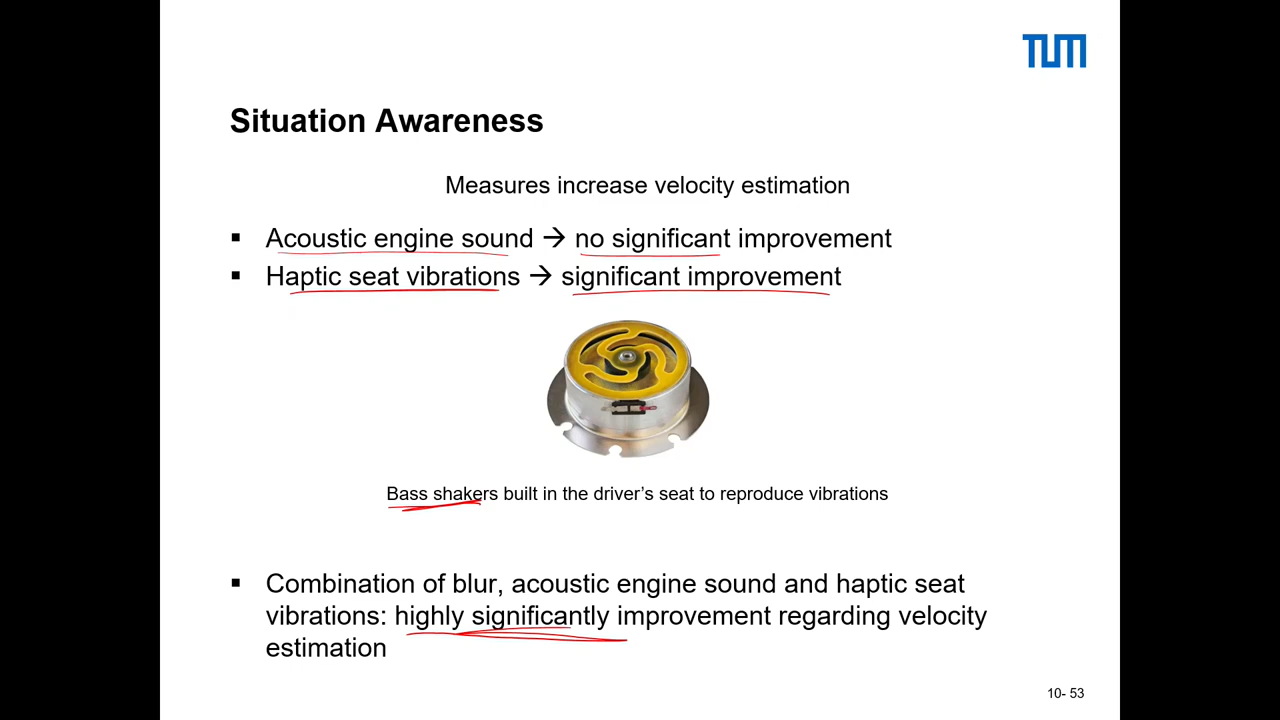 TUM
Situation Awareness
Measures increase velocity estimation
▪ Acoustic engine sound → no significant improvement
▪ Haptic seat vibrations → significant improvement
Bass shakers built in the driver’s seat to reproduce vibrations
▪ Combination of blur, acoustic engine sound and haptic seat
vibrations: highly significantly improvement regarding velocity
estimation
10- 53